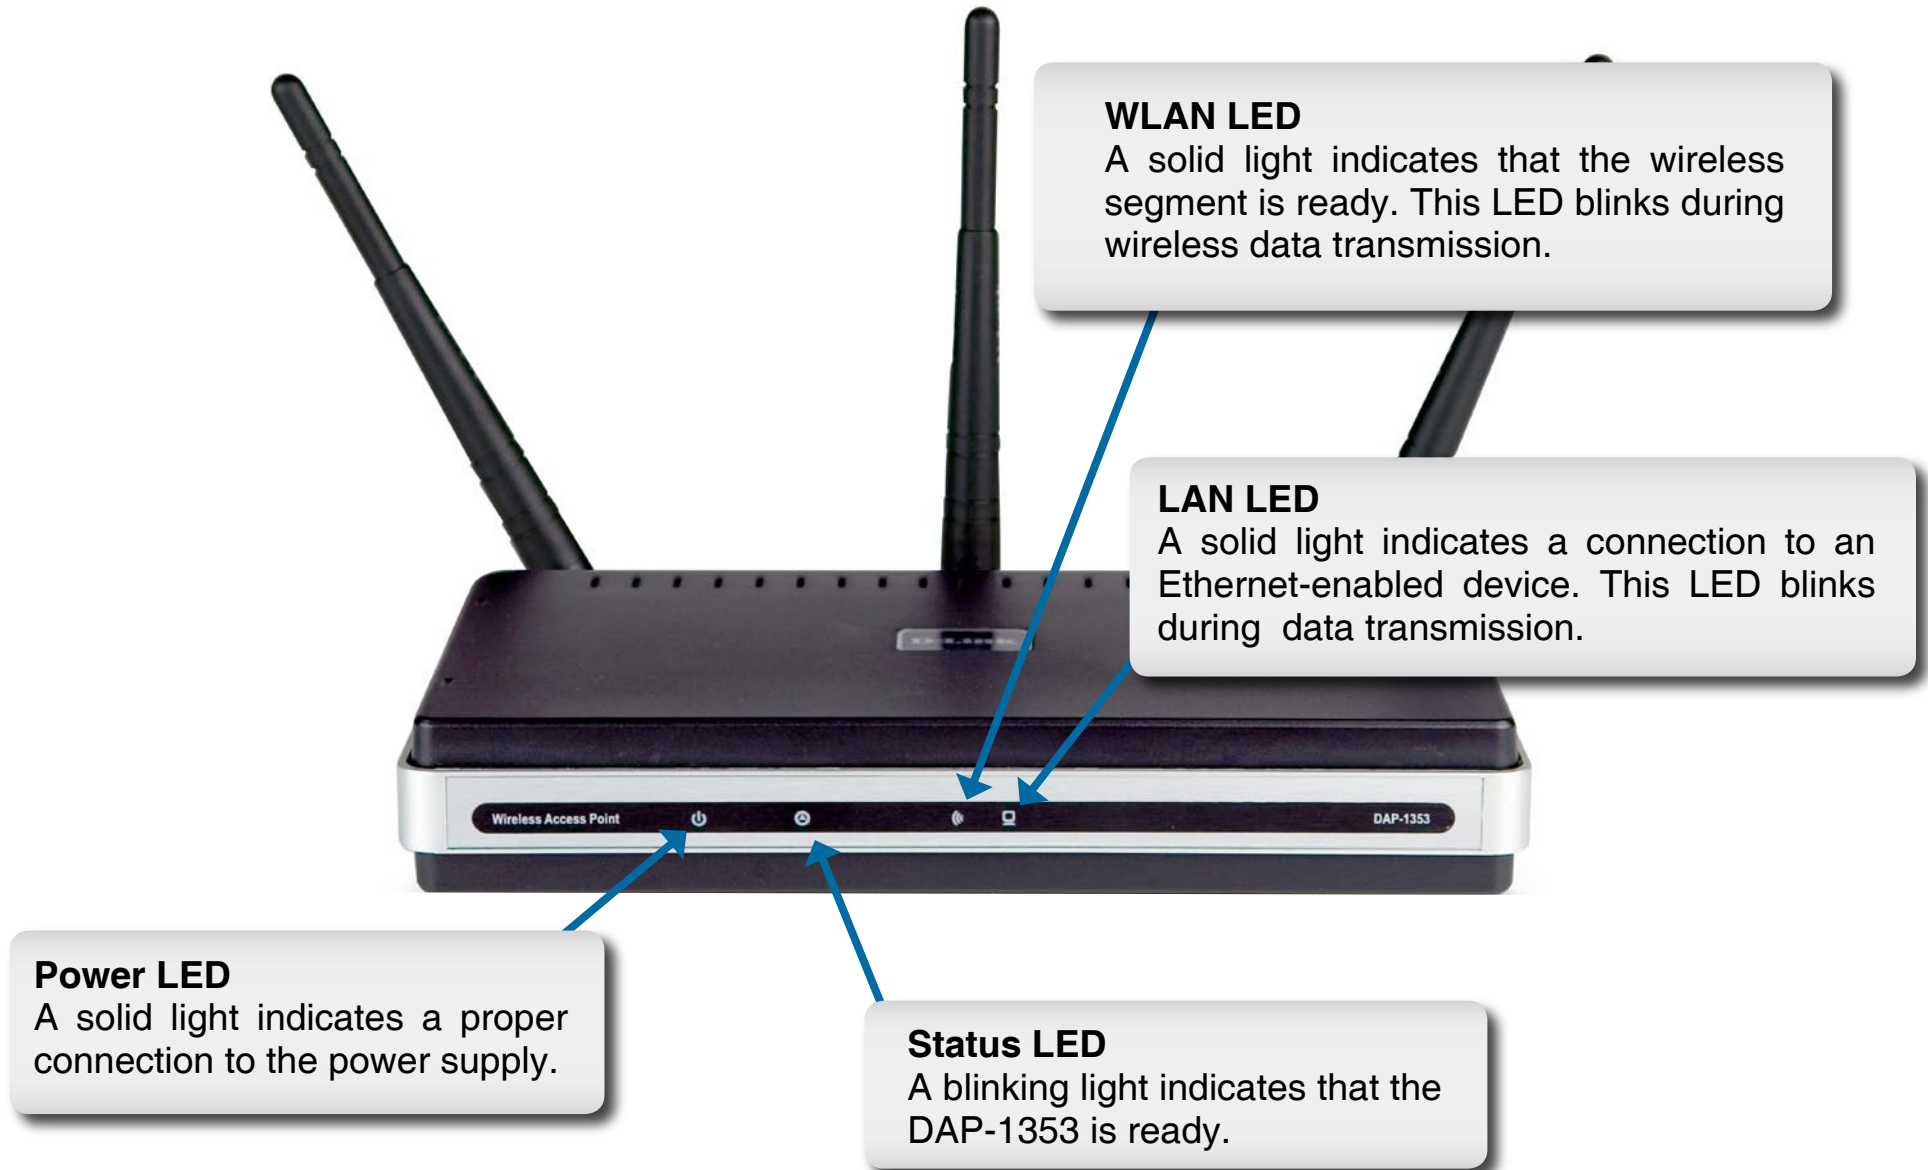 WLAN LED
A solid light indicates that the wireless
segment is ready. This LED blinks during
wireless data transmission.
LAN LED
A solid light indicates a connection to an
Ethernet-enabled device. This LED blinks
during data transmission.
D-Link
Wireless Access Point
DAP-1353
Power LED
A solid light indicates a proper
connection to the power supply.
Status LED
A blinking light indicates that the
DAP-1353 is ready.